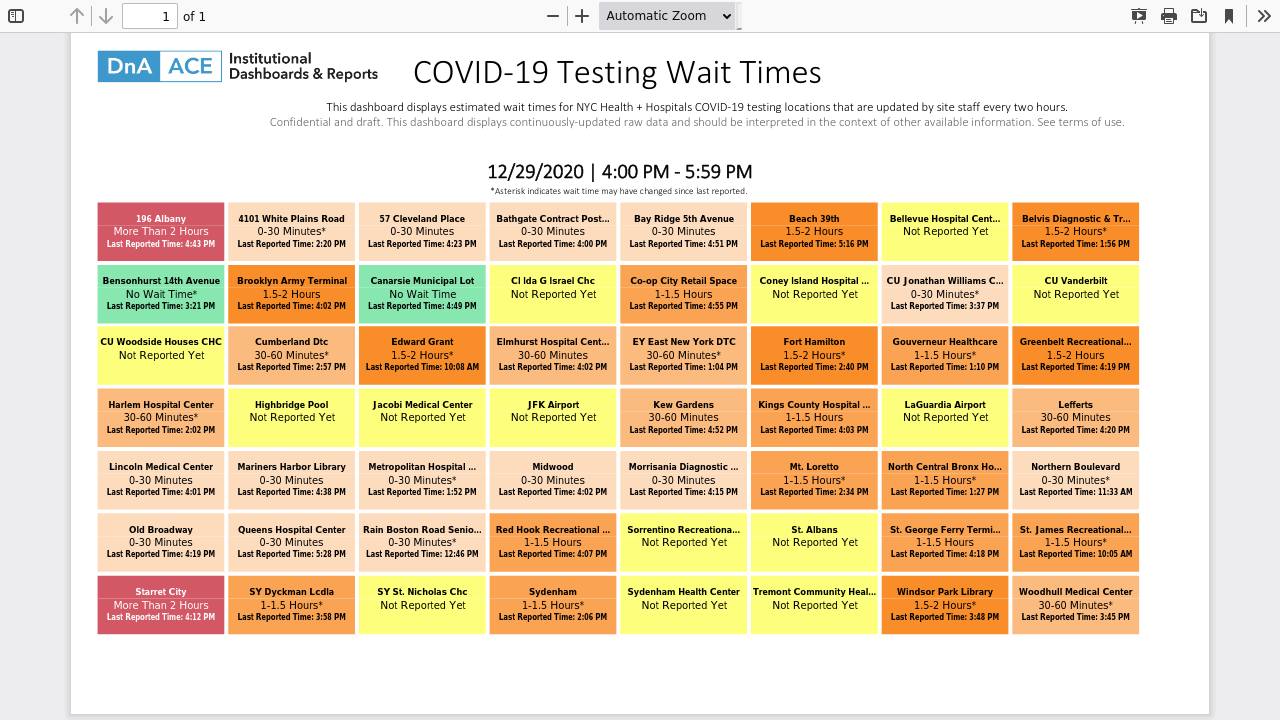 1 of 1 Automatic Zoom
DnA ACE Institutional Dashboards & Reports
COVID-19 Testing Wait Times
This dashboard displays estimated wait times for NYC Health + Hospitals COVID-19 testing locations that are updated by site staff every two hours.
Confidential and draft. This dashboard displays continuously-updated raw data and should be interpreted in the context of other available information. See terms of use.
12/29/2020 | 4:00 PM - 5:59 PM
*Asterisk indicates wait time may have changed since last reported.
196 Albany
More Than 2 Hours
Last Reported Time: 4:43 PM
4101 White Plains Road
0-30 Minutes*
Last Reported Time: 2:20 PM
57 Cleveland Place
0-30 Minutes
Last Reported Time: 4:23 PM
Bathgate Contract Post...
0-30 Minutes
Last Reported Time: 4:00 PM
Bay Ridge 5th Avenue
0-30 Minutes
Last Reported Time: 4:51 PM
Beach 39th
1.5-2 Hours
Last Reported Time: 5:16 PM
Bellevue Hospital Cent...
Not Reported Yet
Belvis Diagnostic & Tr...
1.5-2 Hours*
Last Reported Time: 1:56 PM
Bensonhurst 14th Avenue
No Wait Time*
Last Reported Time: 3:21 PM
Brooklyn Army Terminal
1.5-2 Hours
Last Reported Time: 4:02 PM
Canarsie Municipal Lot
No Wait Time
Last Reported Time: 4:49 PM
CI Ida G Israel Chc
Not Reported Yet
Co-op City Retail Space
1-1.5 Hours
Last Reported Time: 4:55 PM
Coney Island Hospital ...
Not Reported Yet
CU Jonathan Williams C...
0-30 Minutes*
Last Reported Time: 3:37 PM
CU Vanderbilt
Not Reported Yet
CU Woodside Houses CHC
Not Reported Yet
Cumberland Dtc
30-60 Minutes*
Last Reported Time: 2:57 PM
Edward Grant
1.5-2 Hours*
Last Reported Time: 10:08 AM
Elmhurst Hospital Cent...
30-60 Minutes
Last Reported Time: 4:02 PM
EY East New York DTC
30-60 Minutes*
Last Reported Time: 1:04 PM
Fort Hamilton
1.5-2 Hours*
Last Reported Time: 2:40 PM
Gouverneur Healthcare
1-1.5 Hours*
Last Reported Time: 1:10 PM
Greenbelt Recreational...
1.5-2 Hours
Last Reported Time: 4:19 PM
Harlem Hospital Center
30-60 Minutes*
Last Reported Time: 2:02 PM
Highbridge Pool
Not Reported Yet
Jacobi Medical Center
Not Reported Yet
JFK Airport
Not Reported Yet
Kew Gardens
30-60 Minutes
Last Reported Time: 4:52 PM
Kings County Hospital ...
1-1.5 Hours
Last Reported Time: 4:03 PM
LaGuardia Airport
Not Reported Yet
Lefferts
30-60 Minutes
Last Reported Time: 4:20 PM
Lincoln Medical Center
0-30 Minutes
Last Reported Time: 4:01 PM
Mariners Harbor Library
0-30 Minutes
Last Reported Time: 4:38 PM
Metropolitan Hospital ...
0-30 Minutes*
Last Reported Time: 1:52 PM
Midwood
0-30 Minutes
Last Reported Time: 4:02 PM
Morrisania Diagnostic ...
0-30 Minutes
Last Reported Time: 4:15 PM
Mt. Loretto
1-1.5 Hours*
Last Reported Time: 2:34 PM
North Central Bronx Ho...
1-1.5 Hours*
Last Reported Time: 1:27 PM
Northern Boulevard
0-30 Minutes*
Last Reported Time: 11:33 AM
Old Broadway
0-30 Minutes
Last Reported Time: 4:19 PM
Queens Hospital Center
0-30 Minutes
Last Reported Time: 5:28 PM
Rain Boston Road Senio...
0-30 Minutes*
Last Reported Time: 12:46 PM
Red Hook Recreational ...
1-1.5 Hours
Last Reported Time: 4:07 PM
Sorrentino Recreationa...
Not Reported Yet
St. Albans
Not Reported Yet
St. George Ferry Termi...
1-1.5 Hours
Last Reported Time: 4:18 PM
St. James Recreational...
1-1.5 Hours*
Last Reported Time: 10:05 AM
Starret City
More Than 2 Hours
Last Reported Time: 4:12 PM
SY Dyckman Lcdla
1-1.5 Hours*
Last Reported Time: 3:58 PM
SY St. Nicholas Chc
Not Reported Yet
Sydenham
1-1.5 Hours*
Last Reported Time: 2:06 PM
Sydenham Health Center
Not Reported Yet
Tremont Community Heal...
Not Reported Yet
Windsor Park Library
1.5-2 Hours*
Last Reported Time: 3:48 PM
Woodhull Medical Center
30-60 Minutes*
Last Reported Time: 3:45 PM